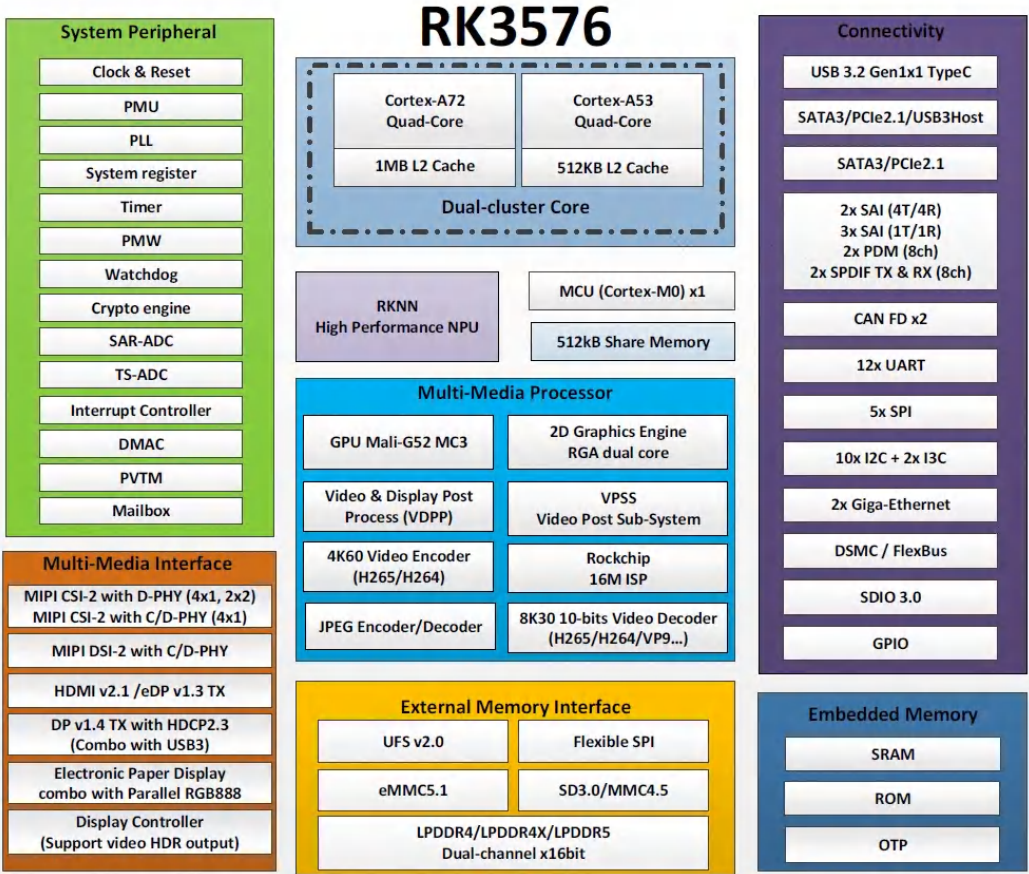 RK3576
System Peripheral
Clock & Reset
PMU
PLL
System register
Timer
PMW
Watchdog
Crypto engine
SAR-ADC
TS-ADC
Interrupt Controller
DMAC
PVTM
Mailbox
Multi-Media Interface
MIPI CSI-2 with D-PHY (4x1, 2x2)
MIPI CSI-2 with C/D-PHY (4x1)
MIPI DSI-2 with C/D-PHY
HDMI v2.1 /eDP v1.3 TX
DP v1.4 TX with HDCP2.3
(Combo with USB3)
Electronic Paper Display
combo with Parallel RGB888
Display Controller
(Support video HDR output)
Cortex-A72
Quad-Core
1MB L2 Cache
Cortex-A53
Quad-Core
512KB L2 Cache
Dual-cluster Core
RKNN
High Performance NPU
MCU (Cortex-M0) x1
512kB Share Memory
Multi-Media Processor
GPU Mali-G52 MC3
2D Graphics Engine
RGA dual core
Video & Display Post
Process (VDPP)
VPSS
Video Post Sub-System
4K60 Video Encoder
(H265/H264)
Rockchip
16M ISP
JPEG Encoder/Decoder
8K30 10-bits Video Decoder
(H265/H264/VP9...)
External Memory Interface
UFS v2.0
Flexible SPI
eMMC5.1
SD3.0/MMC4.5
LPDDR4/LPDDR4X/LPDDR5
Dual-channel x16bit
Connectivity
USB 3.2 Gen1x1 TypeC
SATA3/PCIe2.1/USB3Host
SATA3/PCIe2.1
2x SAI (4T/4R)
3x SAI (1T/1R)
2x PDM (8ch)
2x SPDIF TX & RX (8ch)
CAN FD x2
12x UART
5x SPI
10x I2C + 2x I3C
2x Giga-Ethernet
DSMC / FlexBus
SDIO 3.0
GPIO
Embedded Memory
SRAM
ROM
OTP